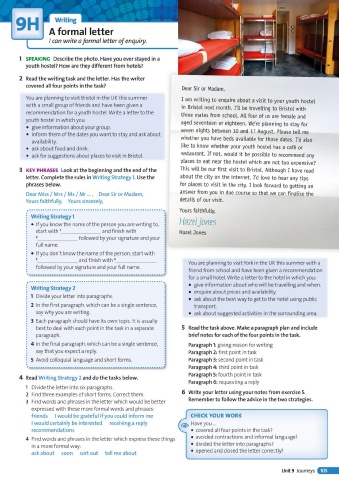 9H
Writing
A formal letter
I can write a formal letter of enquiry.
1 SPEAKING Describe the photo. Have you ever stayed in a
youth hostel? How are they different from hotels?
2 Read the writing task and the letter. Has the writer
covered all four points in the task?
You are planning to visit Bristol in the UK this summer
with a small group of friends and have been given a
recommendation for a youth hostel. Write a letter to the
youth hostel in which you:
• give information about your group.
• inform them of the dates you want to stay and ask about
availability.
• ask about food and drink.
• ask for suggestions about places to visit in Bristol.
3 KEY PHRASES Look at the beginning and end of the
letter. Complete the rules in Writing Strategy 1. Use the
phrases below.
Dear Miss / Mrs / Ms / Mr …, Dear Sir or Madam,
Yours faithfully, Yours sincerely,
Writing Strategy 1
• If you know the name of the person you are writing to,
start with ¹ and finish with
² followed by your signature and your
full name.
• If you don't know the name of the person, start with
³ and finish with ⁴
followed by your signature and your full name.
Writing Strategy 2
1 Divide your letter into paragraphs.
2 In the first paragraph, which can be a single sentence,
say why you are writing.
3 Each paragraph should have its own topic. It is usually
best to deal with each point in the task in a separate
paragraph.
4 In the final paragraph, which can be a single sentence,
say that you expect a reply.
5 Avoid colloquial language and short forms.
4 Read Writing Strategy 2 and do the tasks below.
1 Divide the letter into six paragraphs.
2 Find three examples of short forms. Correct them.
3 Find words and phrases in the letter which would be better
expressed with these more formal words and phrases:
friends I would be grateful if you could inform me
I would certainly be interested receiving a reply
recommendations
4 Find words and phrases in the letter which express these things
in a more formal way:
ask about soon sort out tell me about
Dear Sir or Madam,
I am writing to enquire about a visit to your youth hostel
in Bristol next month. I'll be travelling to Bristol with
three mates from school. All four of us are female and
aged seventeen or eighteen. We're planning to stay for
seven nights between 10 and 17 August. Please tell me
whether you have beds available for those dates. I'd also
like to know whether your youth hostel has a café or
restaurant. If not, would it be possible to recommend any
places to eat near the hostel which are not too expensive?
This will be our first visit to Bristol. Although I have read
about the city on the internet, I'd love to hear any tips
for places to visit in the city. I look forward to getting an
answer from you in due course so that we can finalise the
details of our visit.
Yours faithfully,
Hazel Jones
Hazel Jones
You are planning to visit York in the UK this summer with a
friend from school and have been given a recommendation
for a small hotel. Write a letter to the hotel in which you:
• give information about who will be travelling and when.
• enquire about prices and availability.
• ask about the best way to get to the hotel using public
transport.
• ask about suggested activities in the surrounding area.
5 Read the task above. Make a paragraph plan and include
brief notes for each of the four points in the task.
Paragraph 1: giving reason for writing
Paragraph 2: first point in task
Paragraph 3: second point in task
Paragraph 4: third point in task
Paragraph 5: fourth point in task
Paragraph 6: requesting a reply
6 Write your letter using your notes from exercise 5.
Remember to follow the advice in the two strategies.
CHECK YOUR WORK
Have you …
• covered all four points in the task?
• avoided contractions and informal language?
• divided the letter into paragraphs?
• opened and closed the letter correctly?
Unit 9 Journeys 105